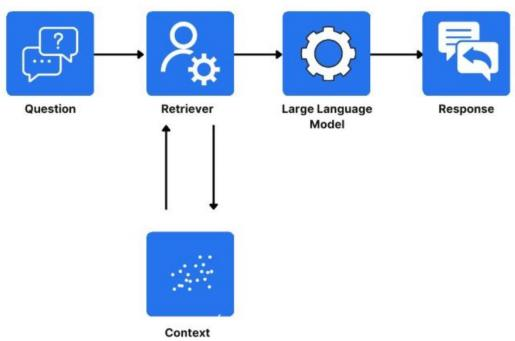 ?
Question
Retriever
Large Language
Model
Response
Context